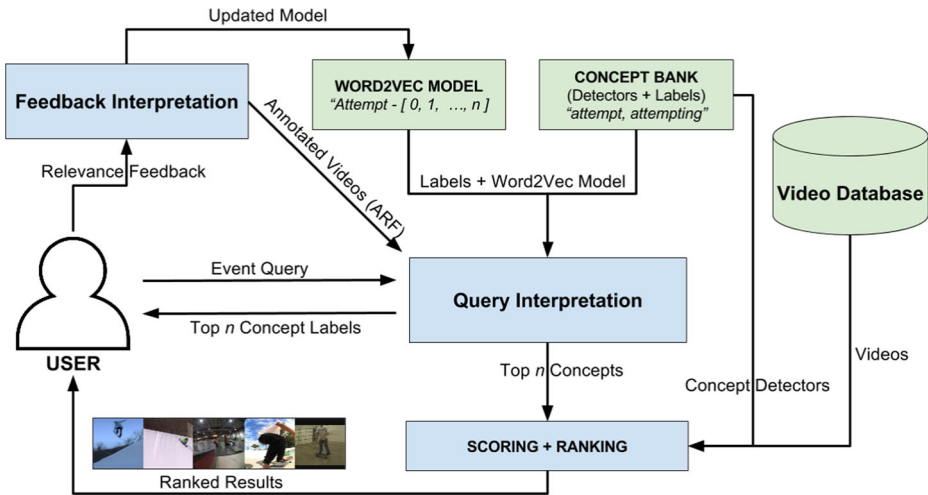 Updated Model
Feedback Interpretation
WORD2VEC MODEL
“Attempt - [ 0, 1, …, n ]
CONCEPT BANK
(Detectors + Labels)
“attempt, attempting”
Video Database
Relevance Feedback
Annotated Videos (ARF)
Labels + Word2Vec Model
Event Query
Query Interpretation
Top n Concept Labels
USER
Top n Concepts
Concept Detectors
Videos
SCORING + RANKING
Ranked Results